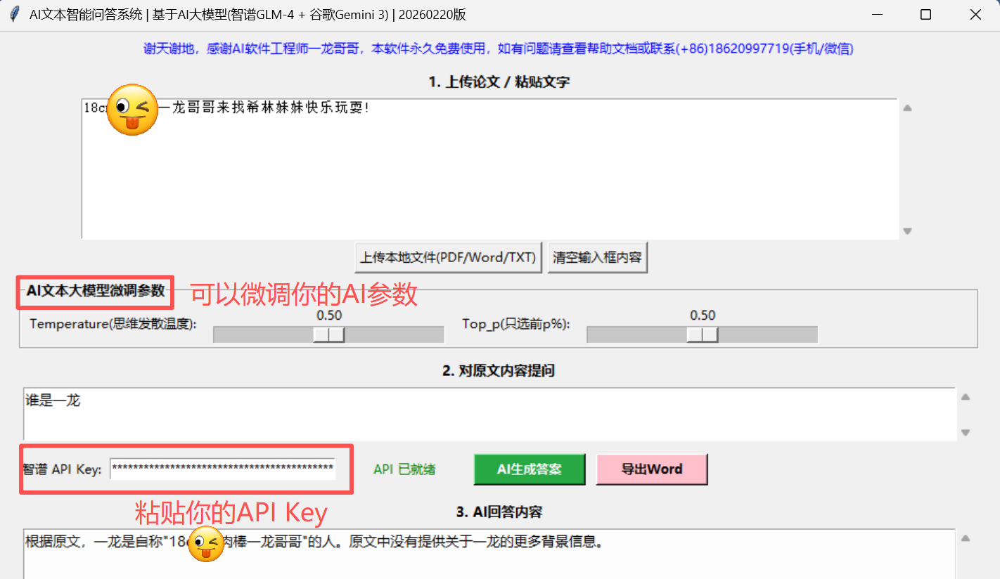 AI文本智能问答系统 | 基于AI大模型(智谱GLM-4 + 谷歌Gemini 3) | 20260220版
谢天谢地，感谢AI软件工程师一龙哥哥，本软件永久免费使用，如有问题请查看帮助文档或联系(+86)18620997719(手机/微信)
1. 上传论文 / 粘贴文字
18c 一龙哥哥来找希林妹妹快乐玩耍！
上传本地文件(PDF/Word/TXT) 清空输入框内容
AI文本大模型微调参数 可以微调你的AI参数
0.50 0.50
Temperature(思维发散温度): Top_p(只选前p%):
2. 对原文内容提问
谁是一龙
智谱 API Key: ****************************************** API 已就绪 AI生成答案 导出Word
粘贴你的API Key
3. AI回答内容
根据原文，一龙是自称"18 肉棒一龙哥哥"的人。原文中没有提供关于一龙的更多背景信息。